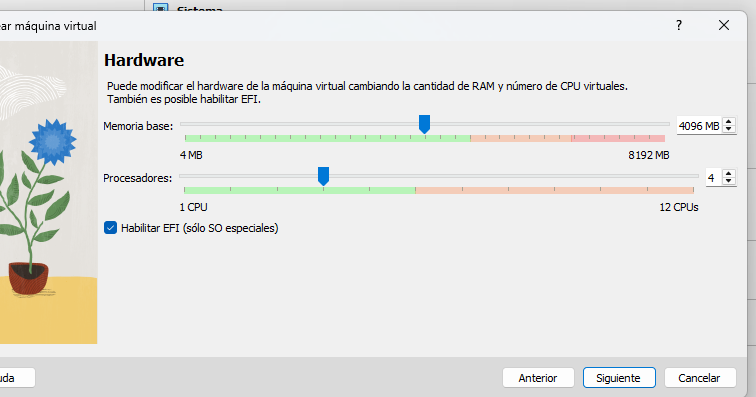 Sistema
ear máquina virtual
?
Hardware
Puede modificar el hardware de la máquina virtual cambiando la cantidad de RAM y número de CPU virtuales.
También es posible habilitar EFI.
Memoria base:
4096 MB
4 MB
8192 MB
Procesadores:
4
1 CPU
12 CPUs
Habilitar EFI (sólo SO especiales)
uda
Anterior
Siguiente
Cancelar